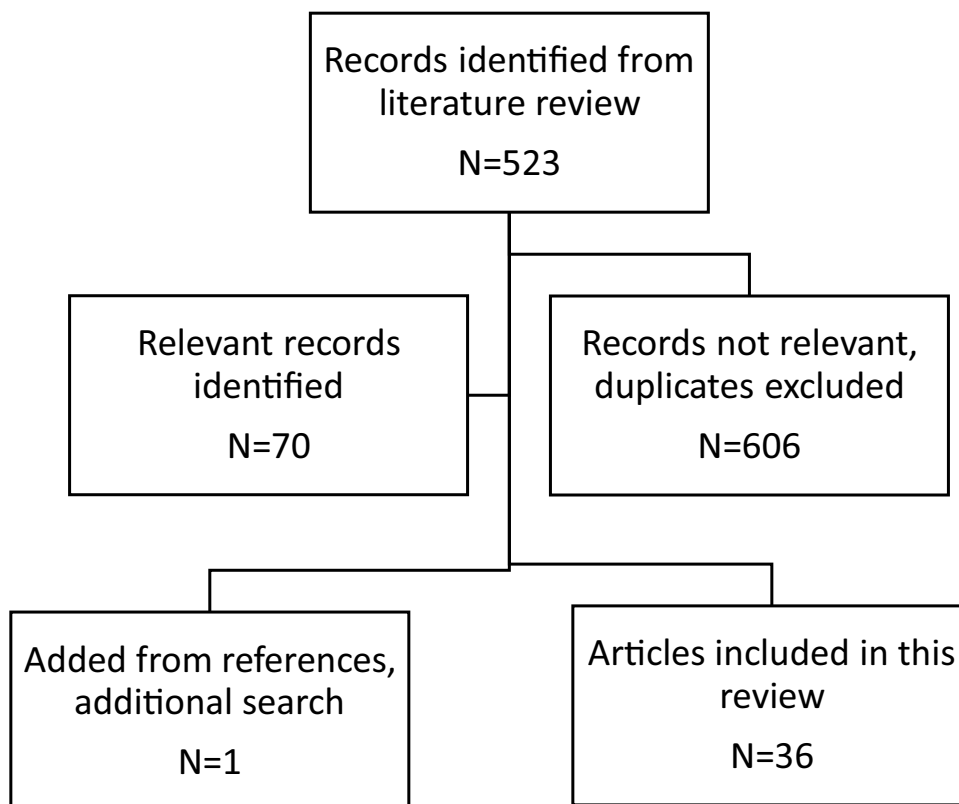 Records identified from
literature review
N=523
Relevant records
identified
N=70
Records not relevant,
duplicates excluded
N=606
Added from references,
additional search
N=1
Articles included in this
review
N=36